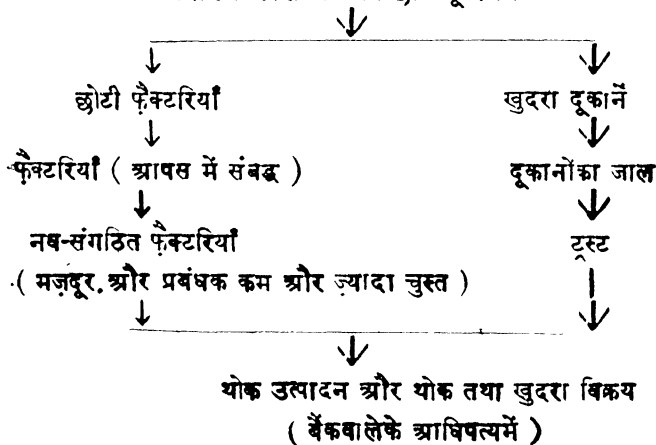 छोटी फ़ैक्टरियाँ
खुदरा दूकानें
फ़ैक्टरियाँ ( आपस में संबद्ध )
दूकानोंका जाल
नव-संगठित फ़ैक्टरियाँ
ट्रस्ट
( मज़दूर, और प्रबंधक कम और ज़्यादा चुस्त )
थोक उत्पादन और थोक तथा खुदरा विक्रय
( बैंकवालेके आधिपत्यमें )